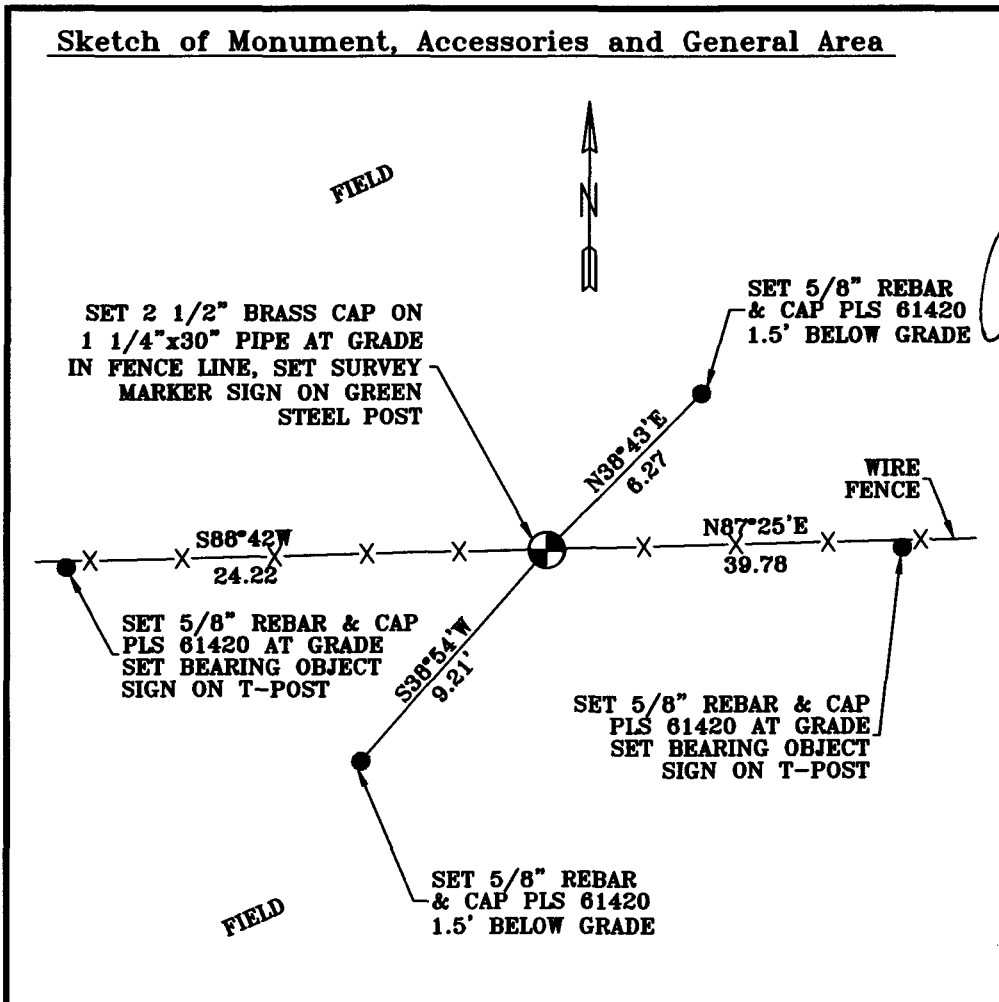 Sketch of Monument, Accessories and General Area
FIELD
N
SET 2 1/2" BRASS CAP ON
1 1/4"x30" PIPE AT GRADE
IN FENCE LINE, SET SURVEY
MARKER SIGN ON GREEN
STEEL POST
SET 5/8" REBAR
& CAP PLS 61420
1.5' BELOW GRADE
N38°43'E
6.27
WIRE
FENCE
S88°42'W
24.22
N87°25'E
39.78
SET 5/8" REBAR & CAP
PLS 61420 AT GRADE
SET BEARING OBJECT
SIGN ON T-POST
S38°54'W
9.21'
SET 5/8" REBAR & CAP
PLS 61420 AT GRADE
SET BEARING OBJECT
SIGN ON T-POST
SET 5/8" REBAR
& CAP PLS 61420
1.5' BELOW GRADE
FIELD